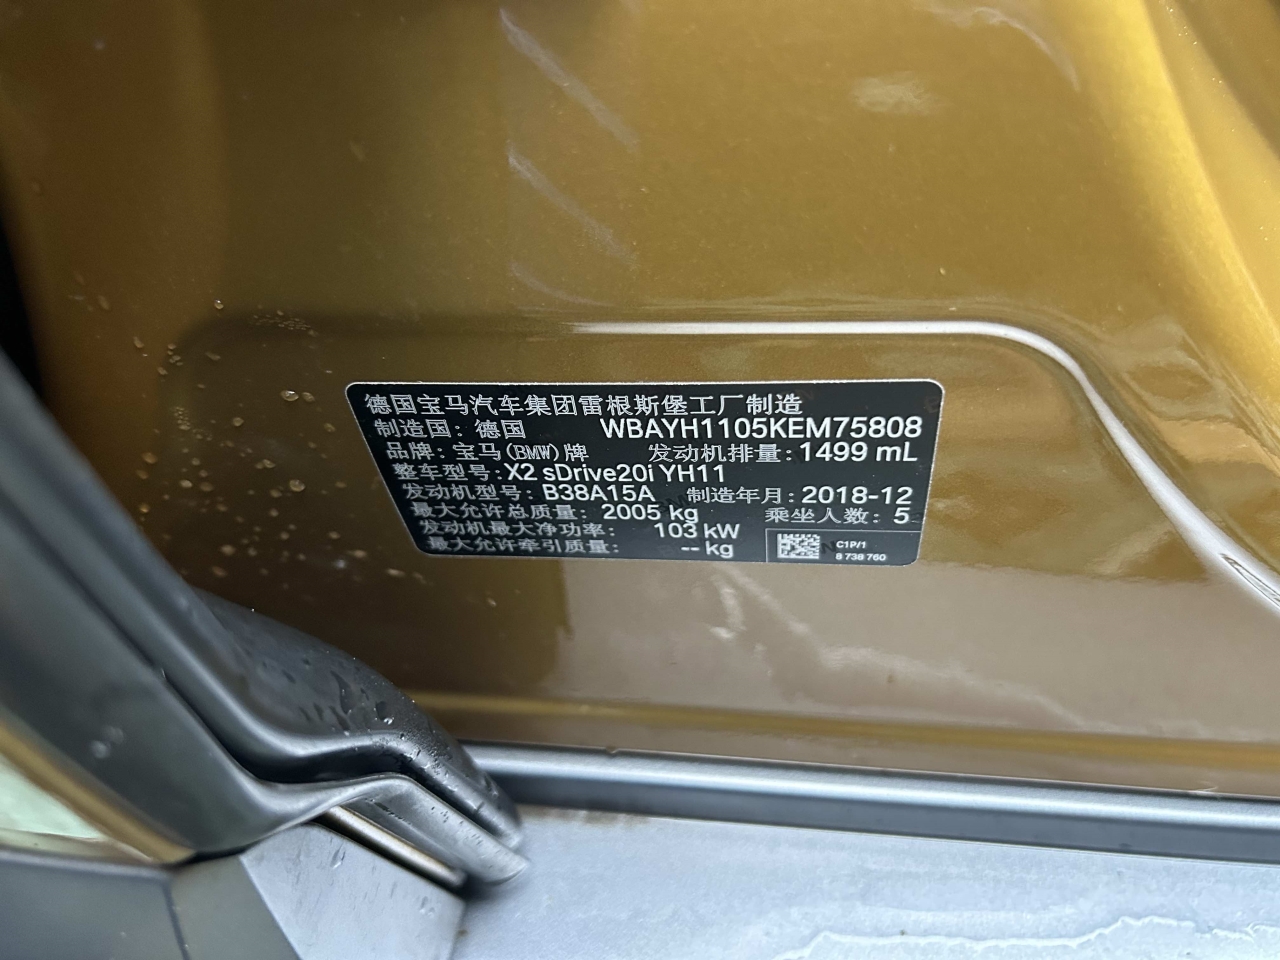 德国宝马汽车集团雷根斯堡工厂制造
制造国：德国 WBAYH1105KEM75808
品牌：宝马(BMW)牌 发动机排量：1499 mL
整车型号：X2 sDrive20i YH11
发动机型号：B38A15A 制造年月：2018-12
最大允许总质量：2005 kg 乘坐人数：5
发动机最大净功率：103 kW
最大允许牵引质量：-- kg
C1P/1
8 738 760